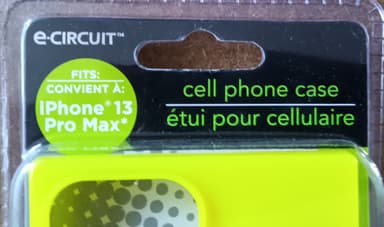 e•CIRCUIT™
FITS:
CONVIENT À:
iPhone® 13
Pro Max*
cell phone case
étui pour cellulaire